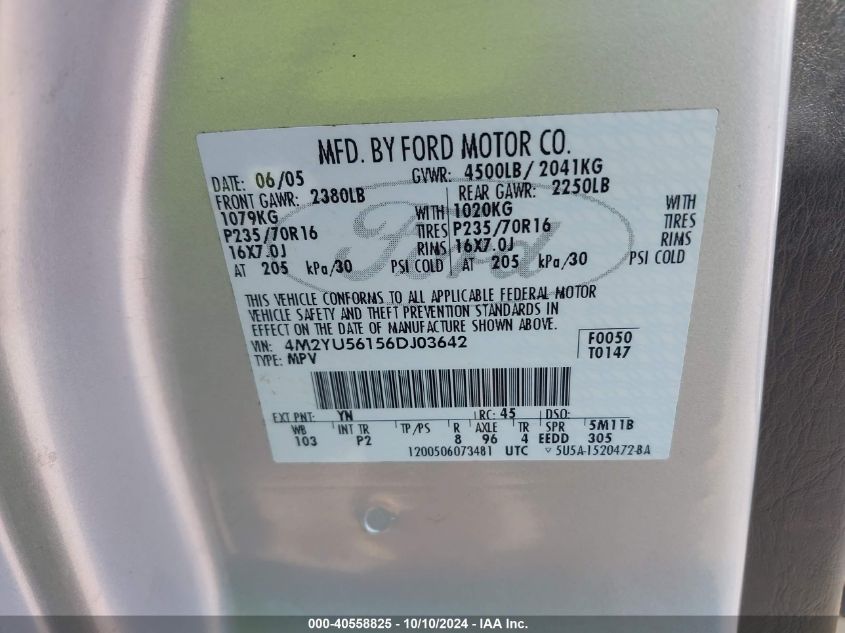 MFD. BY FORD MOTOR CO.
DATE: 06/05 GVWR: 4500LB/ 2041KG
FRONT GAWR: 2380LB REAR GAWR: 2250LB
1079KG WITH 1020KG WITH
P235/70R16 TIRES P235/70R16 TIRES
16X7.0J RIMS 16X7.0J RIMS
AT 205 kPa/30 PSI COLD AT 205 kPa/30 PSI COLD
Ford
THIS VEHICLE CONFORMS TO ALL APPLICABLE FEDERAL MOTOR
VEHICLE SAFETY AND THEFT PREVENTION STANDARDS IN
EFFECT ON THE DATE OF MANUFACTURE SHOWN ABOVE.
VIN: 4M2YU56156DJ03642 F0050
TYPE: MPV T0147
EXT PNT: YN RC: 45 DSO:
WB INT TR TP/PS R AXLE TR SPR 5M11B
103 P2 8 96 4 EEDD 305
1200506073481 UTC ▽ 5U5A-1520472-BA
000-40558825 - 10/10/2024 - IAA Inc.